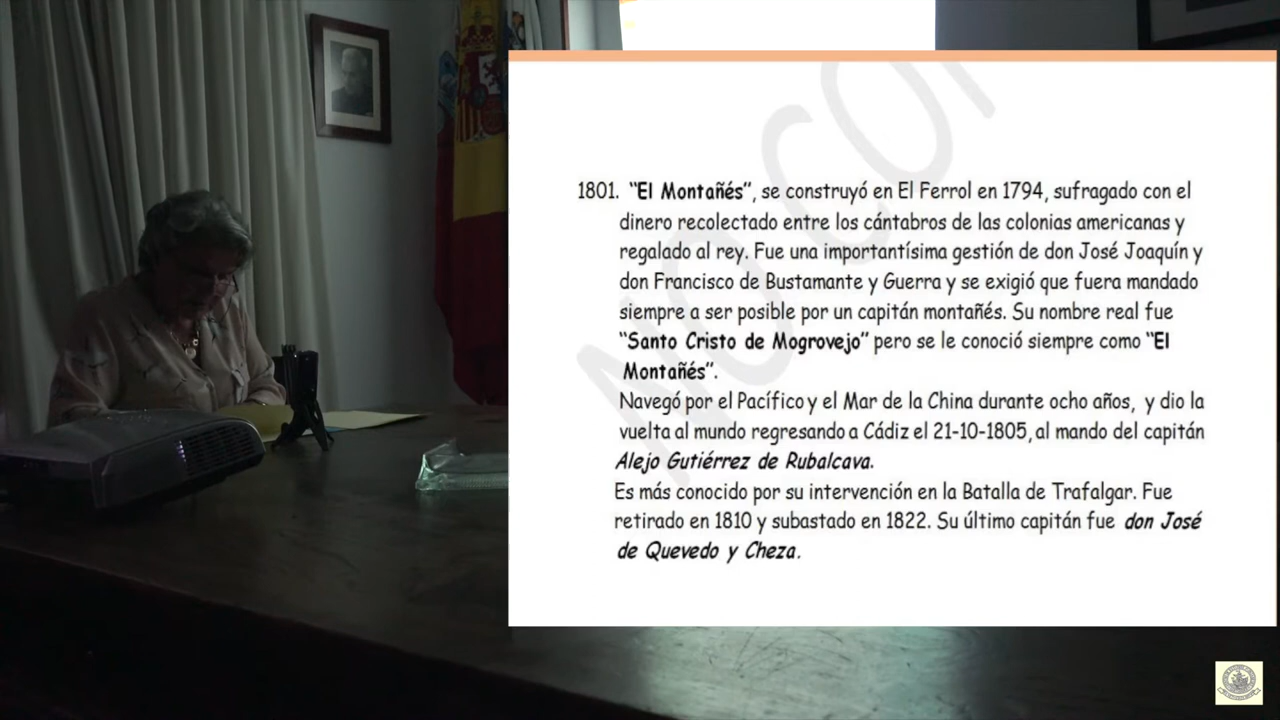 NO COP
1801. “El Montañés”, se construyó en El Ferrol en 1794, sufragado con el
dinero recolectado entre los cántabros de las colonias americanas y
regalado al rey. Fue una importantísima gestión de don José Joaquín y
don Francisco de Bustamante y Guerra y se exigió que fuera mandado
siempre a ser posible por un capitán montañés. Su nombre real fue
“Santo Cristo de Mogrovejo” pero se le conoció siempre como “El
Montañés”.
Navegó por el Pacífico y el Mar de la China durante ocho años, y dio la
vuelta al mundo regresando a Cádiz el 21-10-1805, al mando del capitán
Alejo Gutiérrez de Rubalcava.
Es más conocido por su intervención en la Batalla de Trafalgar. Fue
retirado en 1810 y subastado en 1822. Su último capitán fue don José
de Quevedo y Cheza.